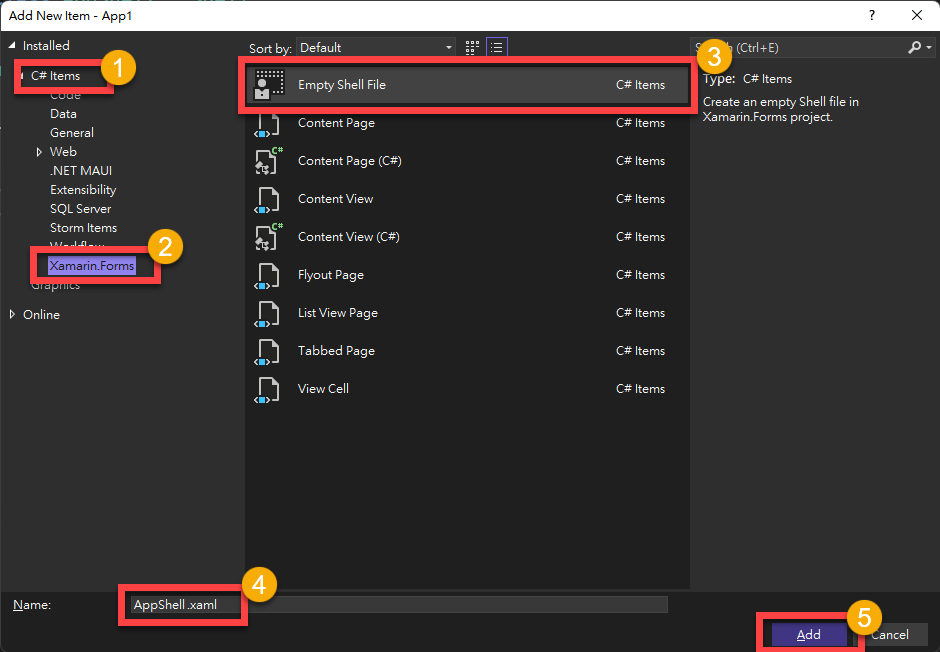 Add New Item - App1
?
Installed
C# Items
1
Code
Data
General
Web
.NET MAUI
Extensibility
SQL Server
Storm Items
Workflow
2
Xamarin.Forms
Graphics
Online
Sort by: Default
(Ctrl+E)
3
Empty Shell File C# Items
Content Page C# Items
C#
Content Page (C#) C# Items
Content View C# Items
C#
Content View (C#) C# Items
Flyout Page C# Items
List View Page C# Items
Tabbed Page C# Items
View Cell C# Items
Type: C# Items
Create an empty Shell file in
Xamarin.Forms project.
Name: AppShell.xaml
4
5
Add
Cancel